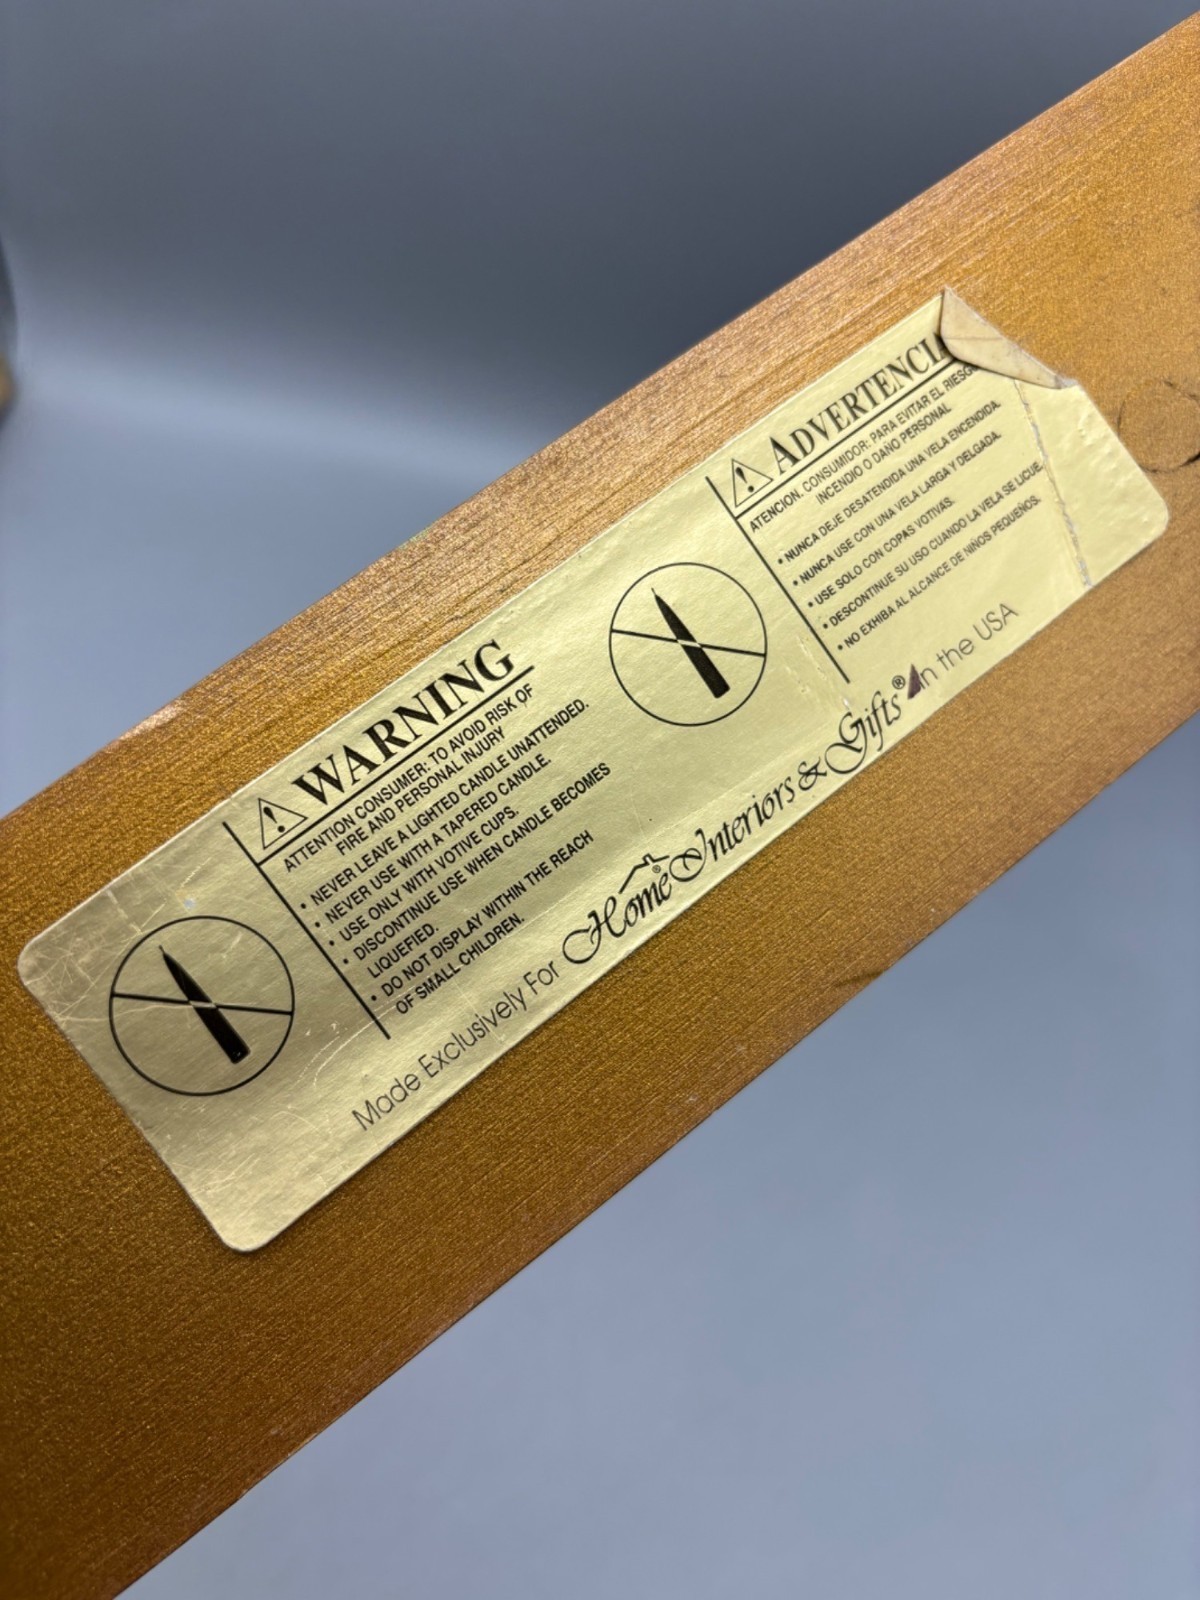 WARNING
ATTENTION CONSUMER: TO AVOID RISK OF
FIRE AND PERSONAL INJURY
• NEVER LEAVE A LIGHTED CANDLE UNATTENDED.
• NEVER USE WITH A TAPERED CANDLE.
• USE ONLY WITH VOTIVE CUPS.
• DISCONTINUE USE WHEN CANDLE BECOMES
LIQUEFIED.
• DO NOT DISPLAY WITHIN THE REACH
OF SMALL CHILDREN.
ADVERTENCIA
ATENCION. CONSUMIDOR: PARA EVITAR EL
INCENDIO O DAÑO PERSONAL
• NUNCA DEJE DESATENDIDA UNA VELA ENCENDIDA.
• NUNCA USE CON UNA VELA LARGA Y DELGADA.
• USE SOLO CON COPAS VOTIVAS.
• DESCONTINUE SU USO CUANDO LA VELA SE LICUE.
• NO EXHIBA AL ALCANCE DE NIÑOS PEQUEÑOS.
Made Exclusively For Home Interiors & Gifts® in the USA